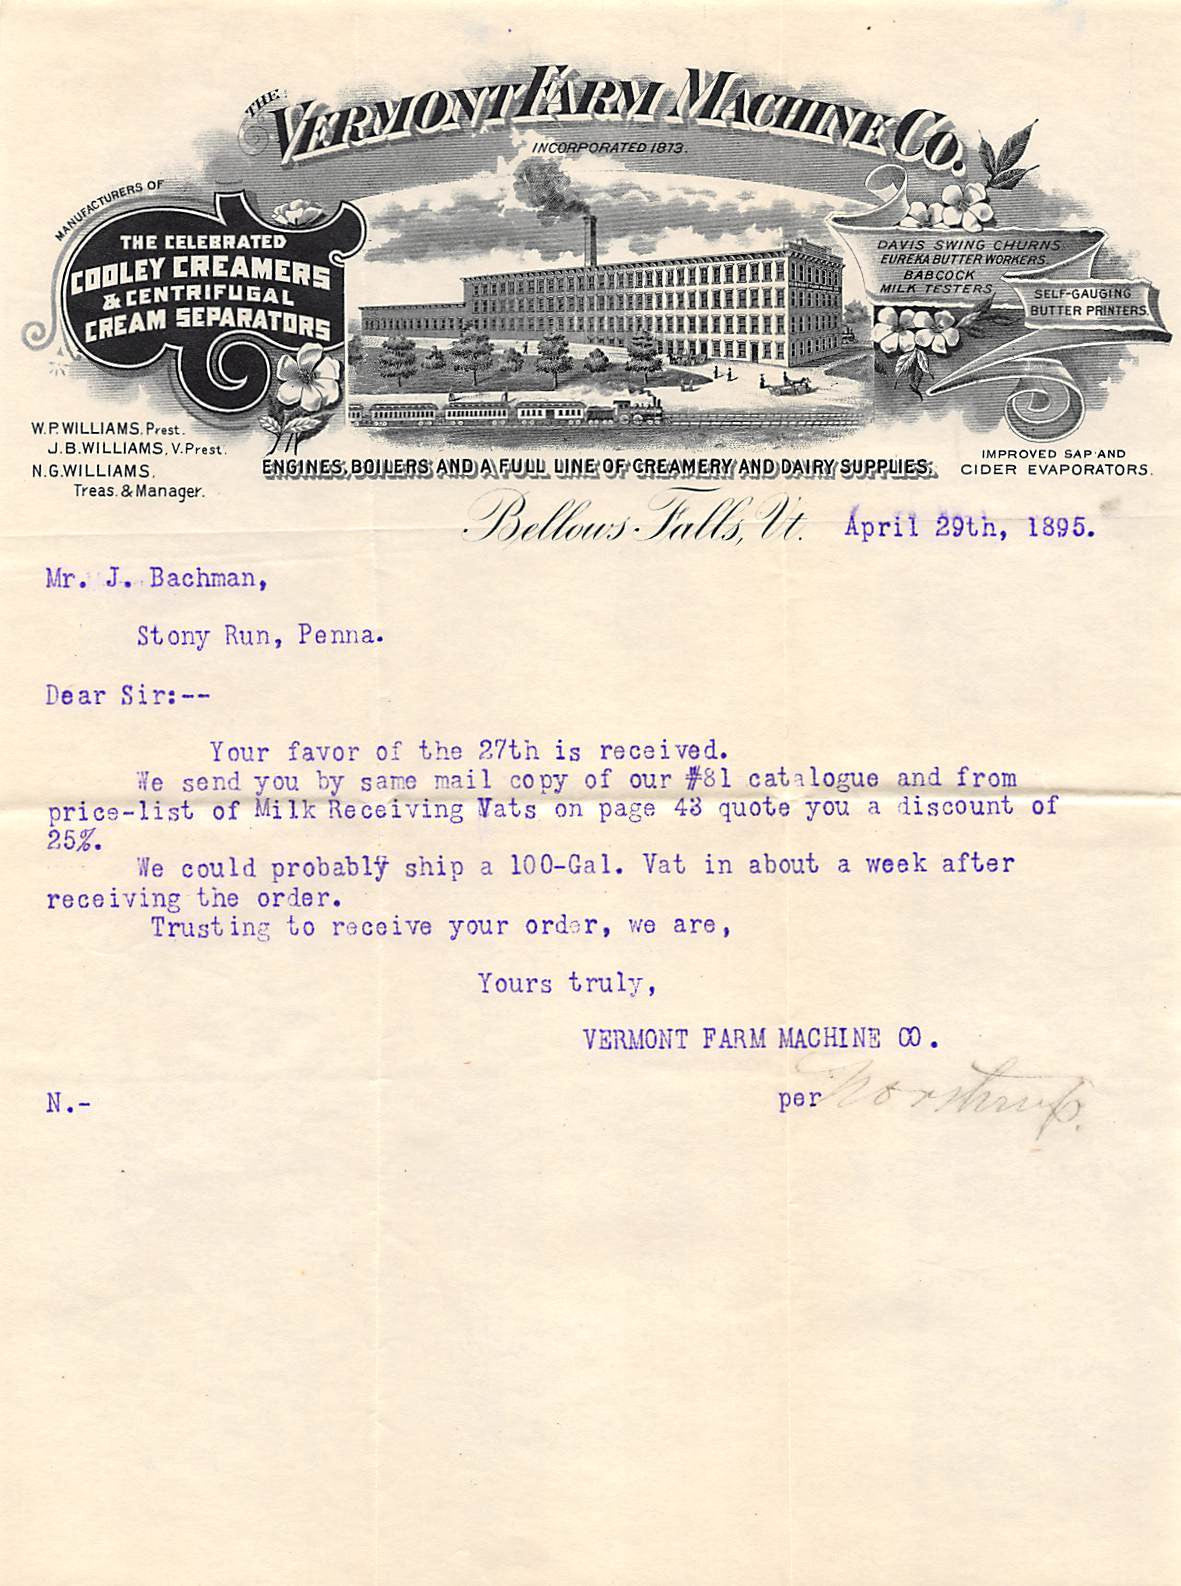 THE VERMONT FARM MACHINE CO.
INCORPORATED 1873.
MANUFACTURERS OF
THE CELEBRATED
COOLEY CREAMERS
& CENTRIFUGAL
CREAM SEPARATORS
DAVIS SWING CHURNS
EUREKA BUTTER WORKERS.
BABCOCK
MILK TESTERS
SELF-GAUGING
BUTTER PRINTERS.
W.P. WILLIAMS, Prest.
J.B. WILLIAMS, V. Prest.
N.G. WILLIAMS,
Treas. & Manager.
ENGINES, BOILERS AND A FULL LINE OF CREAMERY AND DAIRY SUPPLIES.
IMPROVED SAP AND
CIDER EVAPORATORS.
Bellows Falls, Vt. April 29th, 1895.
Mr. J. Bachman,
Stony Run, Penna.
Dear Sir:--
Your favor of the 27th is received.
We send you by same mail copy of our #81 catalogue and from
price-list of Milk Receiving Vats on page 43 quote you a discount of
25%.
We could probably ship a 100-Gal. Vat in about a week after
receiving the order.
Trusting to receive your order, we are,
Yours truly,
VERMONT FARM MACHINE CO.
N.-
per Northrup.